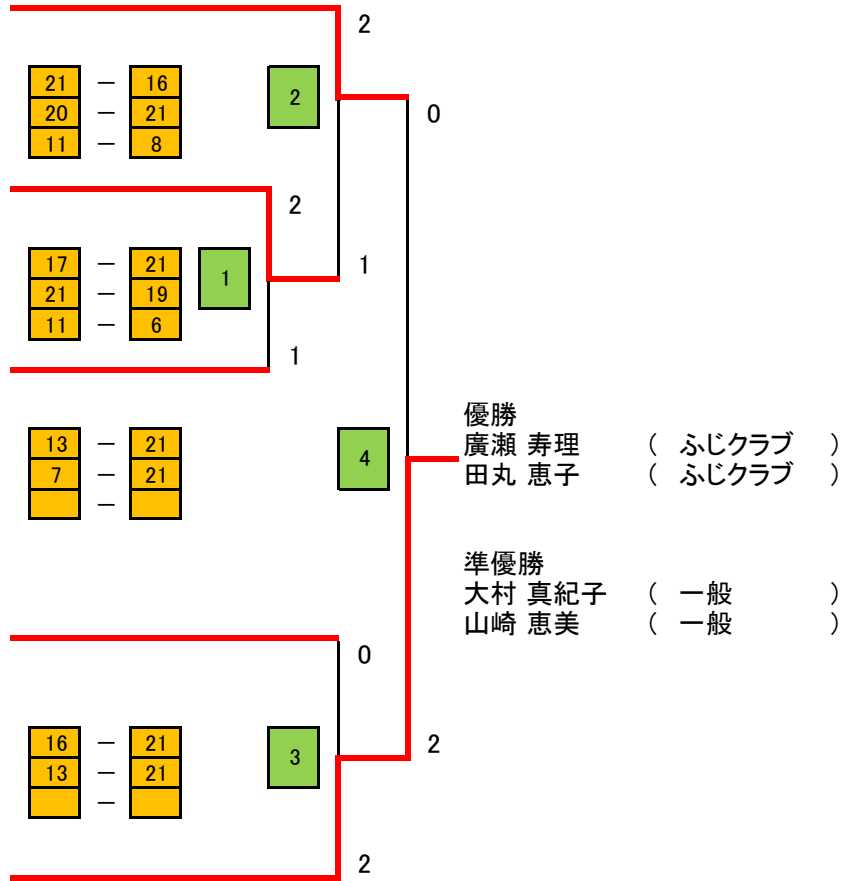 2
21 － 16
20 － 21
11 － 8
2
0
2
17 － 21
21 － 19
11 － 6
1
1
1
13 － 21
7 － 21
－
4
優勝
廣瀬 寿理 （ ふじクラブ ）
田丸 恵子 （ ふじクラブ ）
準優勝
大村 真紀子 （ 一般 ）
山崎 恵美 （ 一般 ）
0
16 － 21
13 － 21
－
3
2
2